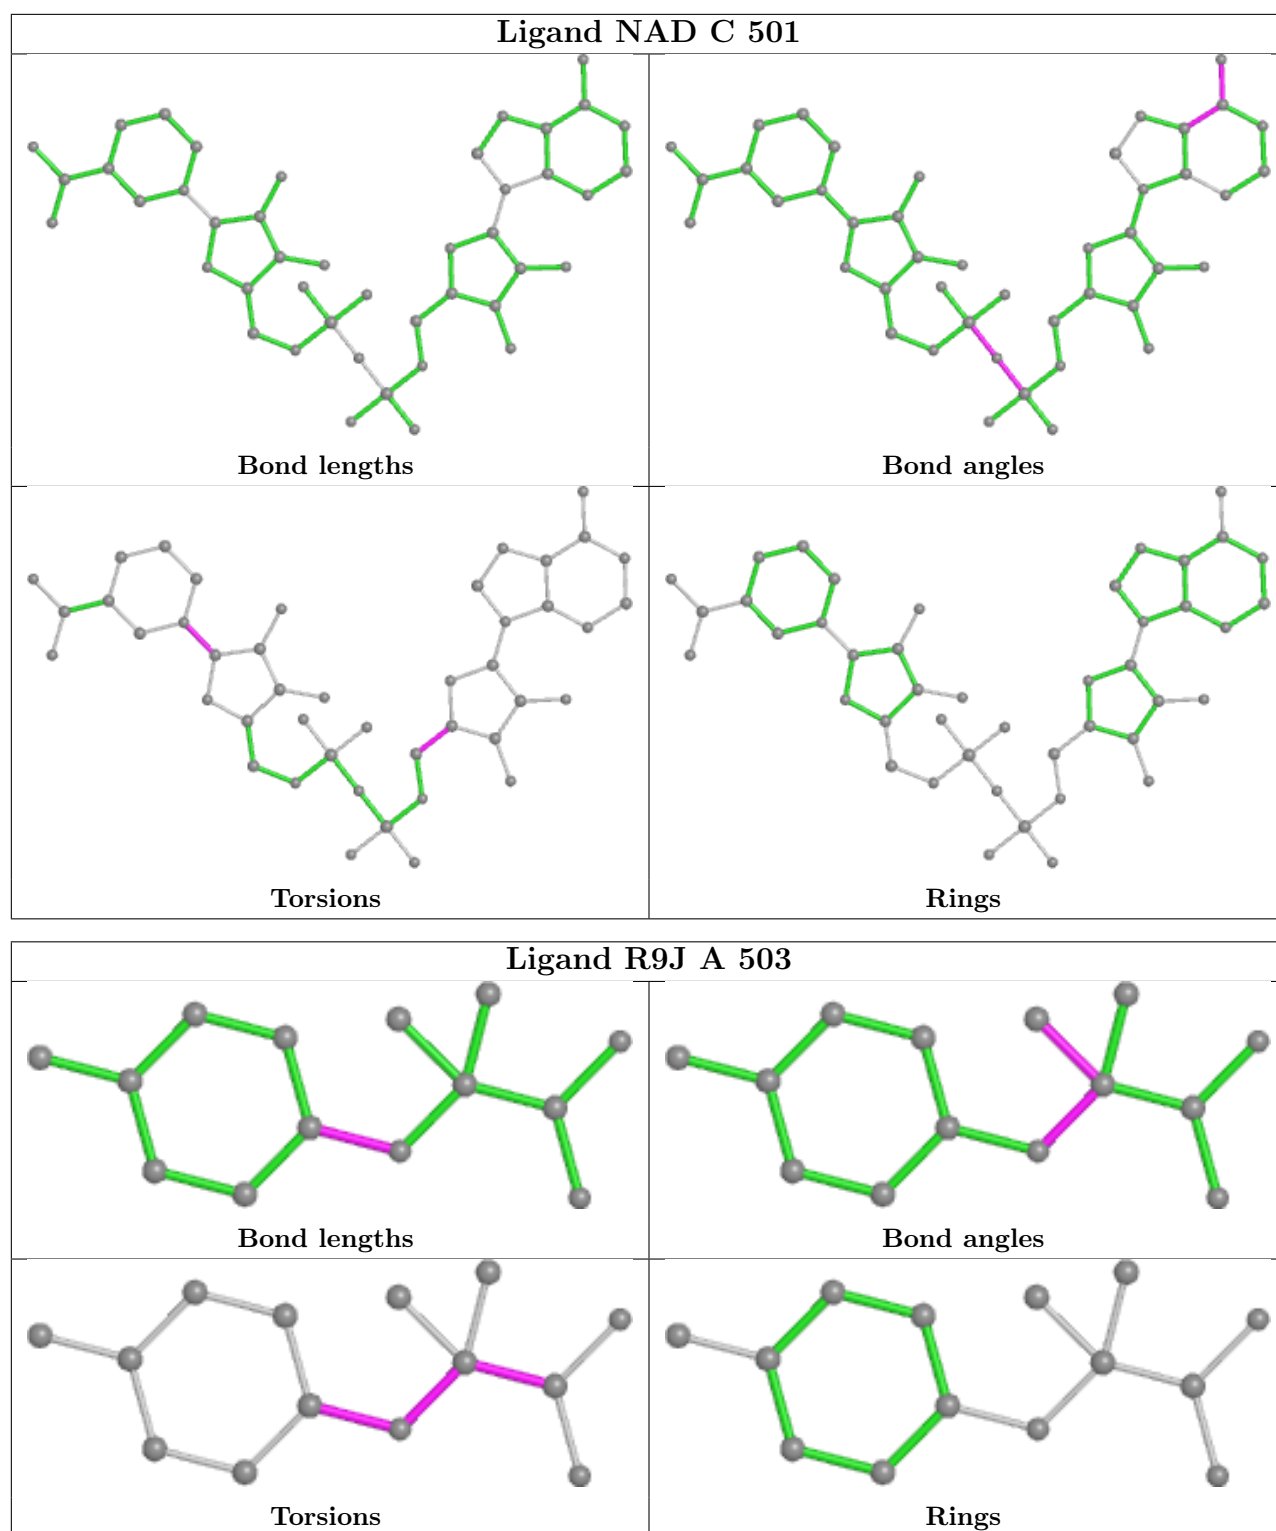 Ligand NAD C 501
Bond lengths
Bond angles
Torsions
Rings
Ligand R9J A 503
Bond lengths
Bond angles
Torsions
Rings